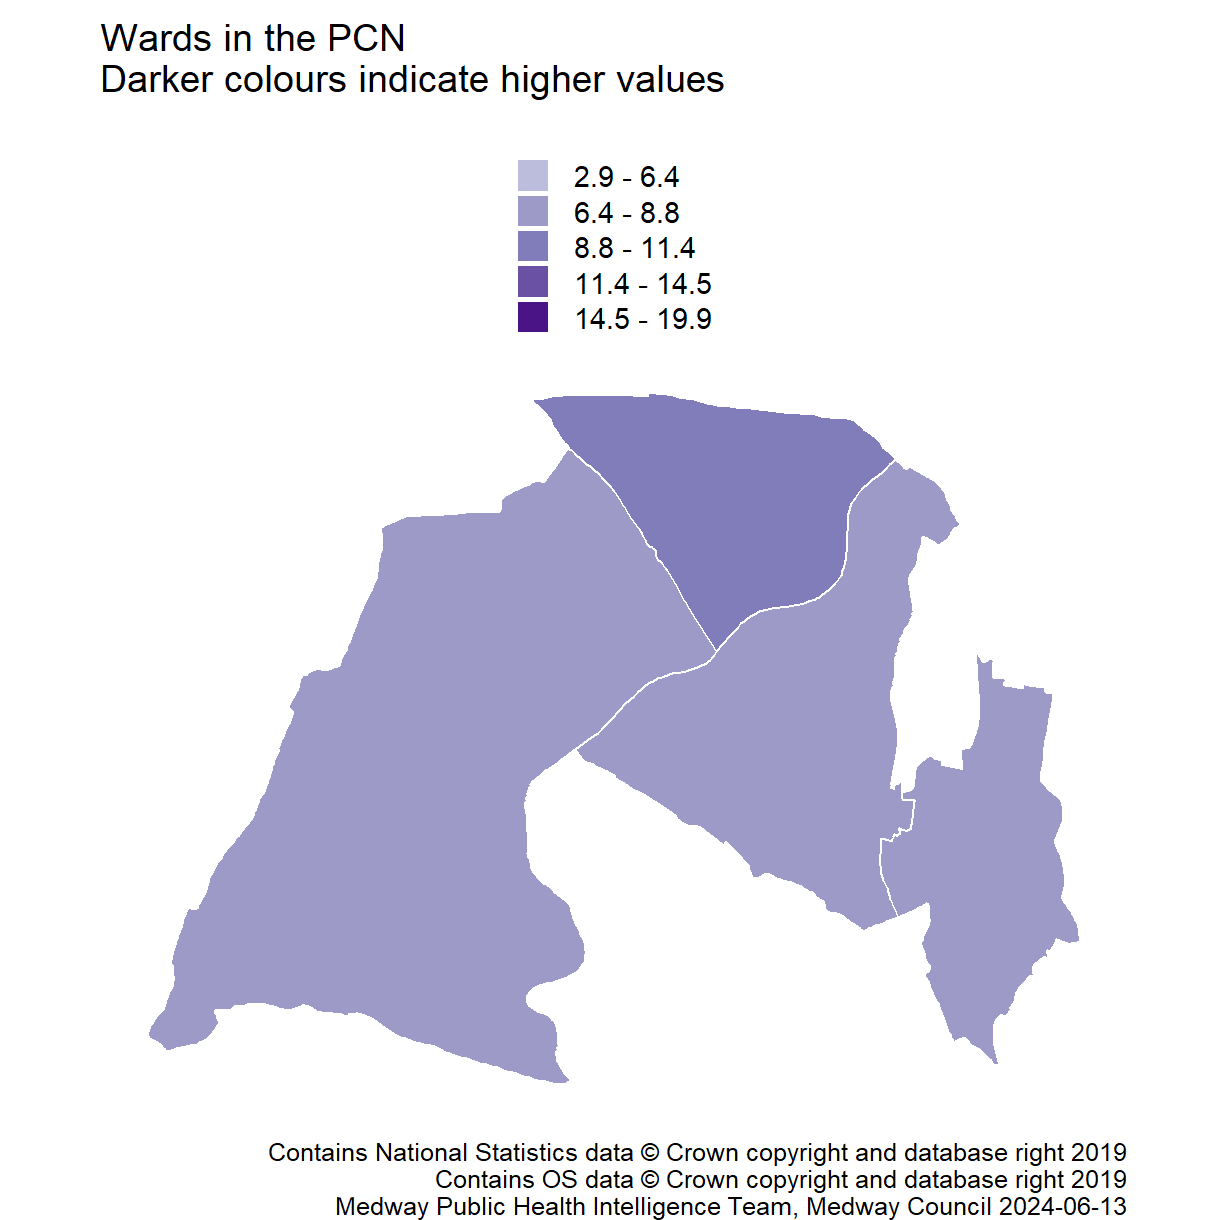 Wards in the PCN
Darker colours indicate higher values
2.9 - 6.4
6.4 - 8.8
8.8 - 11.4
11.4 - 14.5
14.5 - 19.9
Contains National Statistics data © Crown copyright and database right 2019
Contains OS data © Crown copyright and database right 2019
Medway Public Health Intelligence Team, Medway Council 2024-06-13